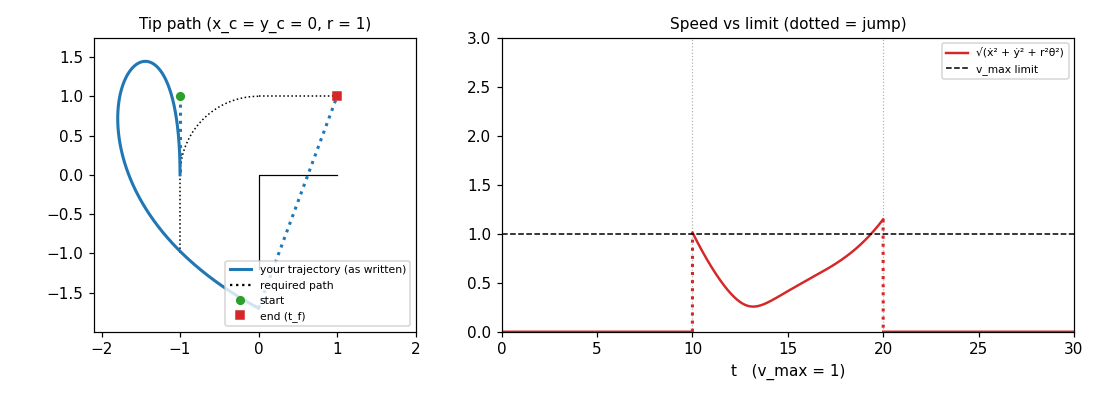 Tip path (x_c = y_c = 0, r = 1)
1.5
1.0
0.5
0.0
−0.5
−1.0
−1.5
−2
−1
0
1
2
your trajectory (as written)
required path
start
end (t_f)
Speed vs limit (dotted = jump)
3.0
2.5
2.0
1.5
1.0
0.5
0.0
0
5
10
15
20
25
30
t (v_max = 1)
√(ẋ² + ẏ² + r²θ̇²)
v_max limit